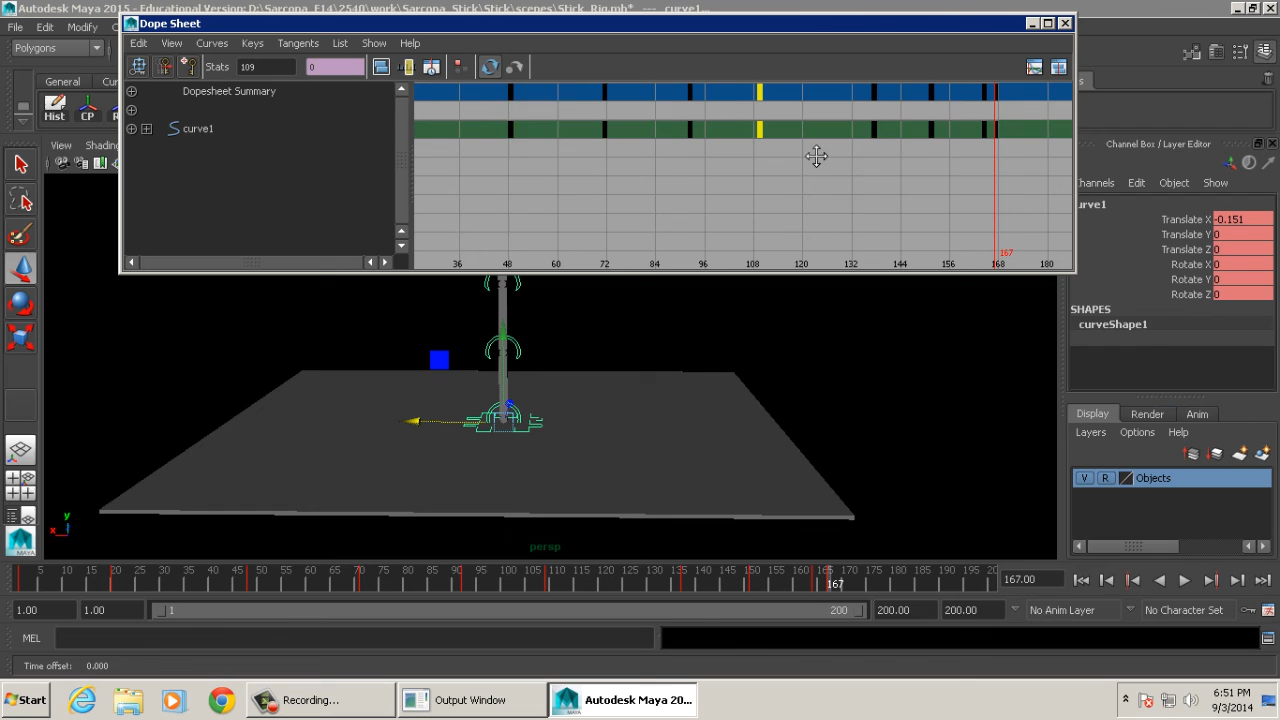 Autodesk Maya 2015 - Educational Version: D:\Sarcopa_F14\2540\work\Sarcopa_Stick\Stick\scenes\Stick_Rig.mb* --- curve1...
Dope Sheet
File Edit Modify
Edit View Curves Keys Tangents List Show Help
Polygons
Stats 109 0
General
Dopesheet Summary
curve1
Hist CP
View Shading
36 48 60 72 84 96 108 120 132 144 156 168 180
167
Channel Box / Layer Editor
Channels Edit Object Show
Translate X -0.151
Translate Y 0
Translate Z 0
Rotate X 0
Rotate Y 0
Rotate Z 0
SHAPES
curveShape1
Display Render Anim
Layers Options Help
V R Objects
y
x
persp
5 10 15 20 25 30 35 40 45 50 55 60 65 70 75 80 85 90 95 100 105 110 115 120 125 130 135 140 145 150 155 160 165 170 175 180 185 190 195
167
167.00
1.00 1.00 1 200 200.00 200.00 No Anim Layer No Character Set
MEL
Time offset: 0.000
Start Recording... Output Window Autodesk Maya 20...
MAYA
6:51 PM
9/3/2014